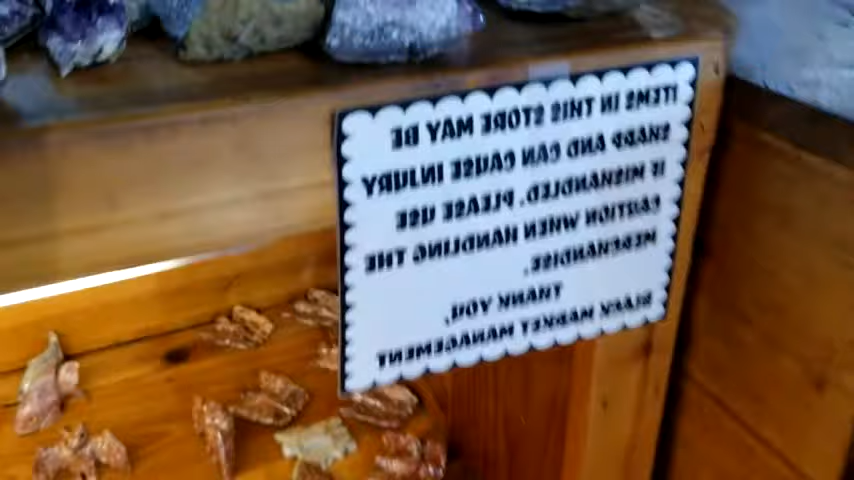 ITEMS IN THIS STORE MAY BE
SHARP AND CAN CAUSE INJURY
IF MISHANDLED. PLEASE USE
CAUTION WHEN HANDLING THE
MERCHANDISE.
THANK YOU,
MARKET MANAGEMENT